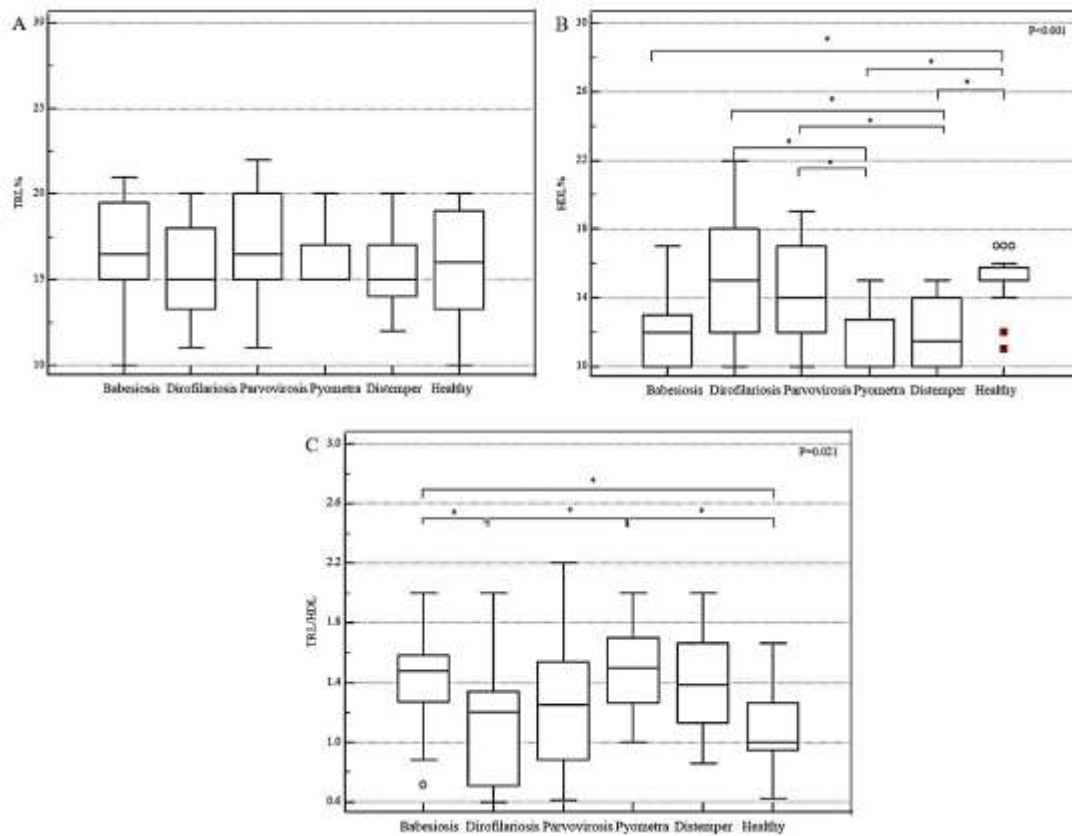 A
TRL%
30
25
20
15
10
Babesiosis Dirofilariosis Parvovirosis Pyometra Distemper Healthy
B
P<0.001
HDL%
30
26
22
18
14
10
*
*
*
*
*
*
*
Babesiosis Dirofilariosis Parvovirosis Pyometra Distemper Healthy
C
P=0.021
TRL/HDL
3.0
2.6
2.2
1.8
1.4
1.0
0.6
*
*
*
*
Babesiosis Dirofilariosis Parvovirosis Pyometra Distemper Healthy